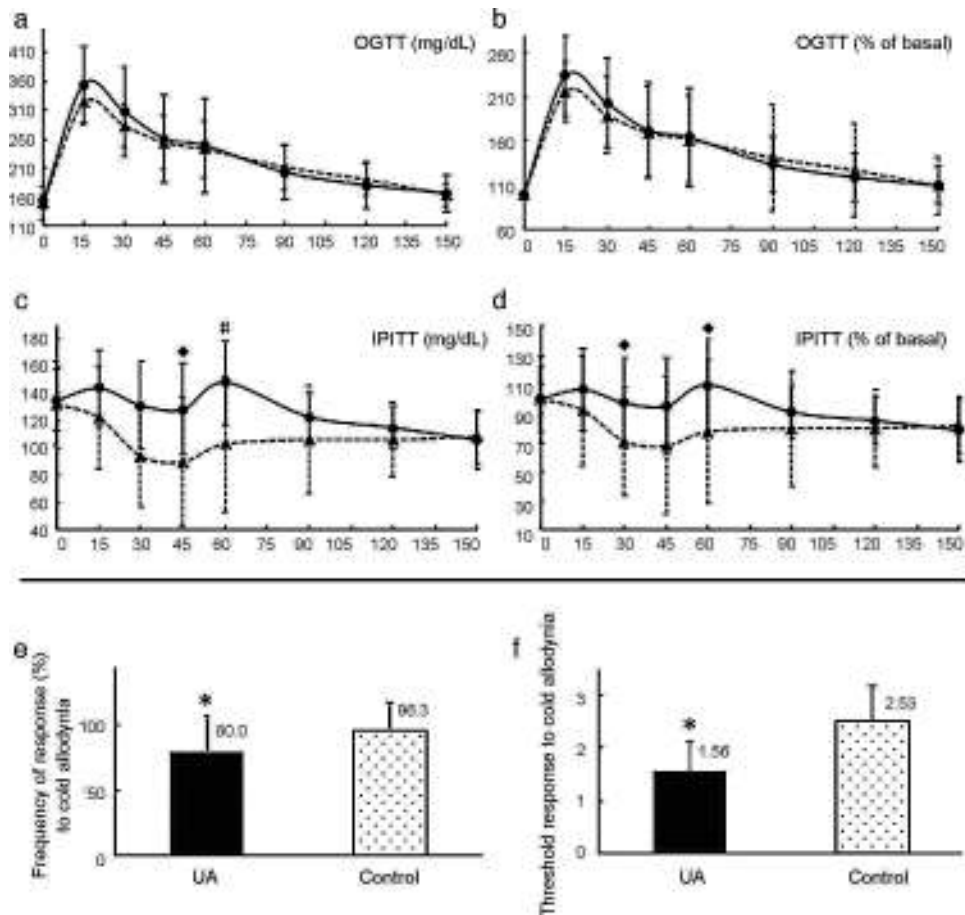 a
OGTT (mg/dL)
410
360
310
260
210
160
110
0 15 30 45 60 75 90 105 120 135 150
b
OGTT (% of basal)
260
210
160
110
60
0 15 30 45 60 75 90 105 120 135 150
c
IPITT (mg/dL)
#
180
160
140
120
100
80
60
40
0 15 30 45 60 75 90 105 120 135 150
d
IPITT (% of basal)
150
130
110
90
70
50
30
10
0 15 30 45 60 75 90 105 120 135 150
e
Frequency of response (%)
to cold allodynia
100
50
0
*
80.0
96.3
UA
Control
f
Threshold response to cold allodynia
3
2
1
0
*
1.56
2.53
UA
Control